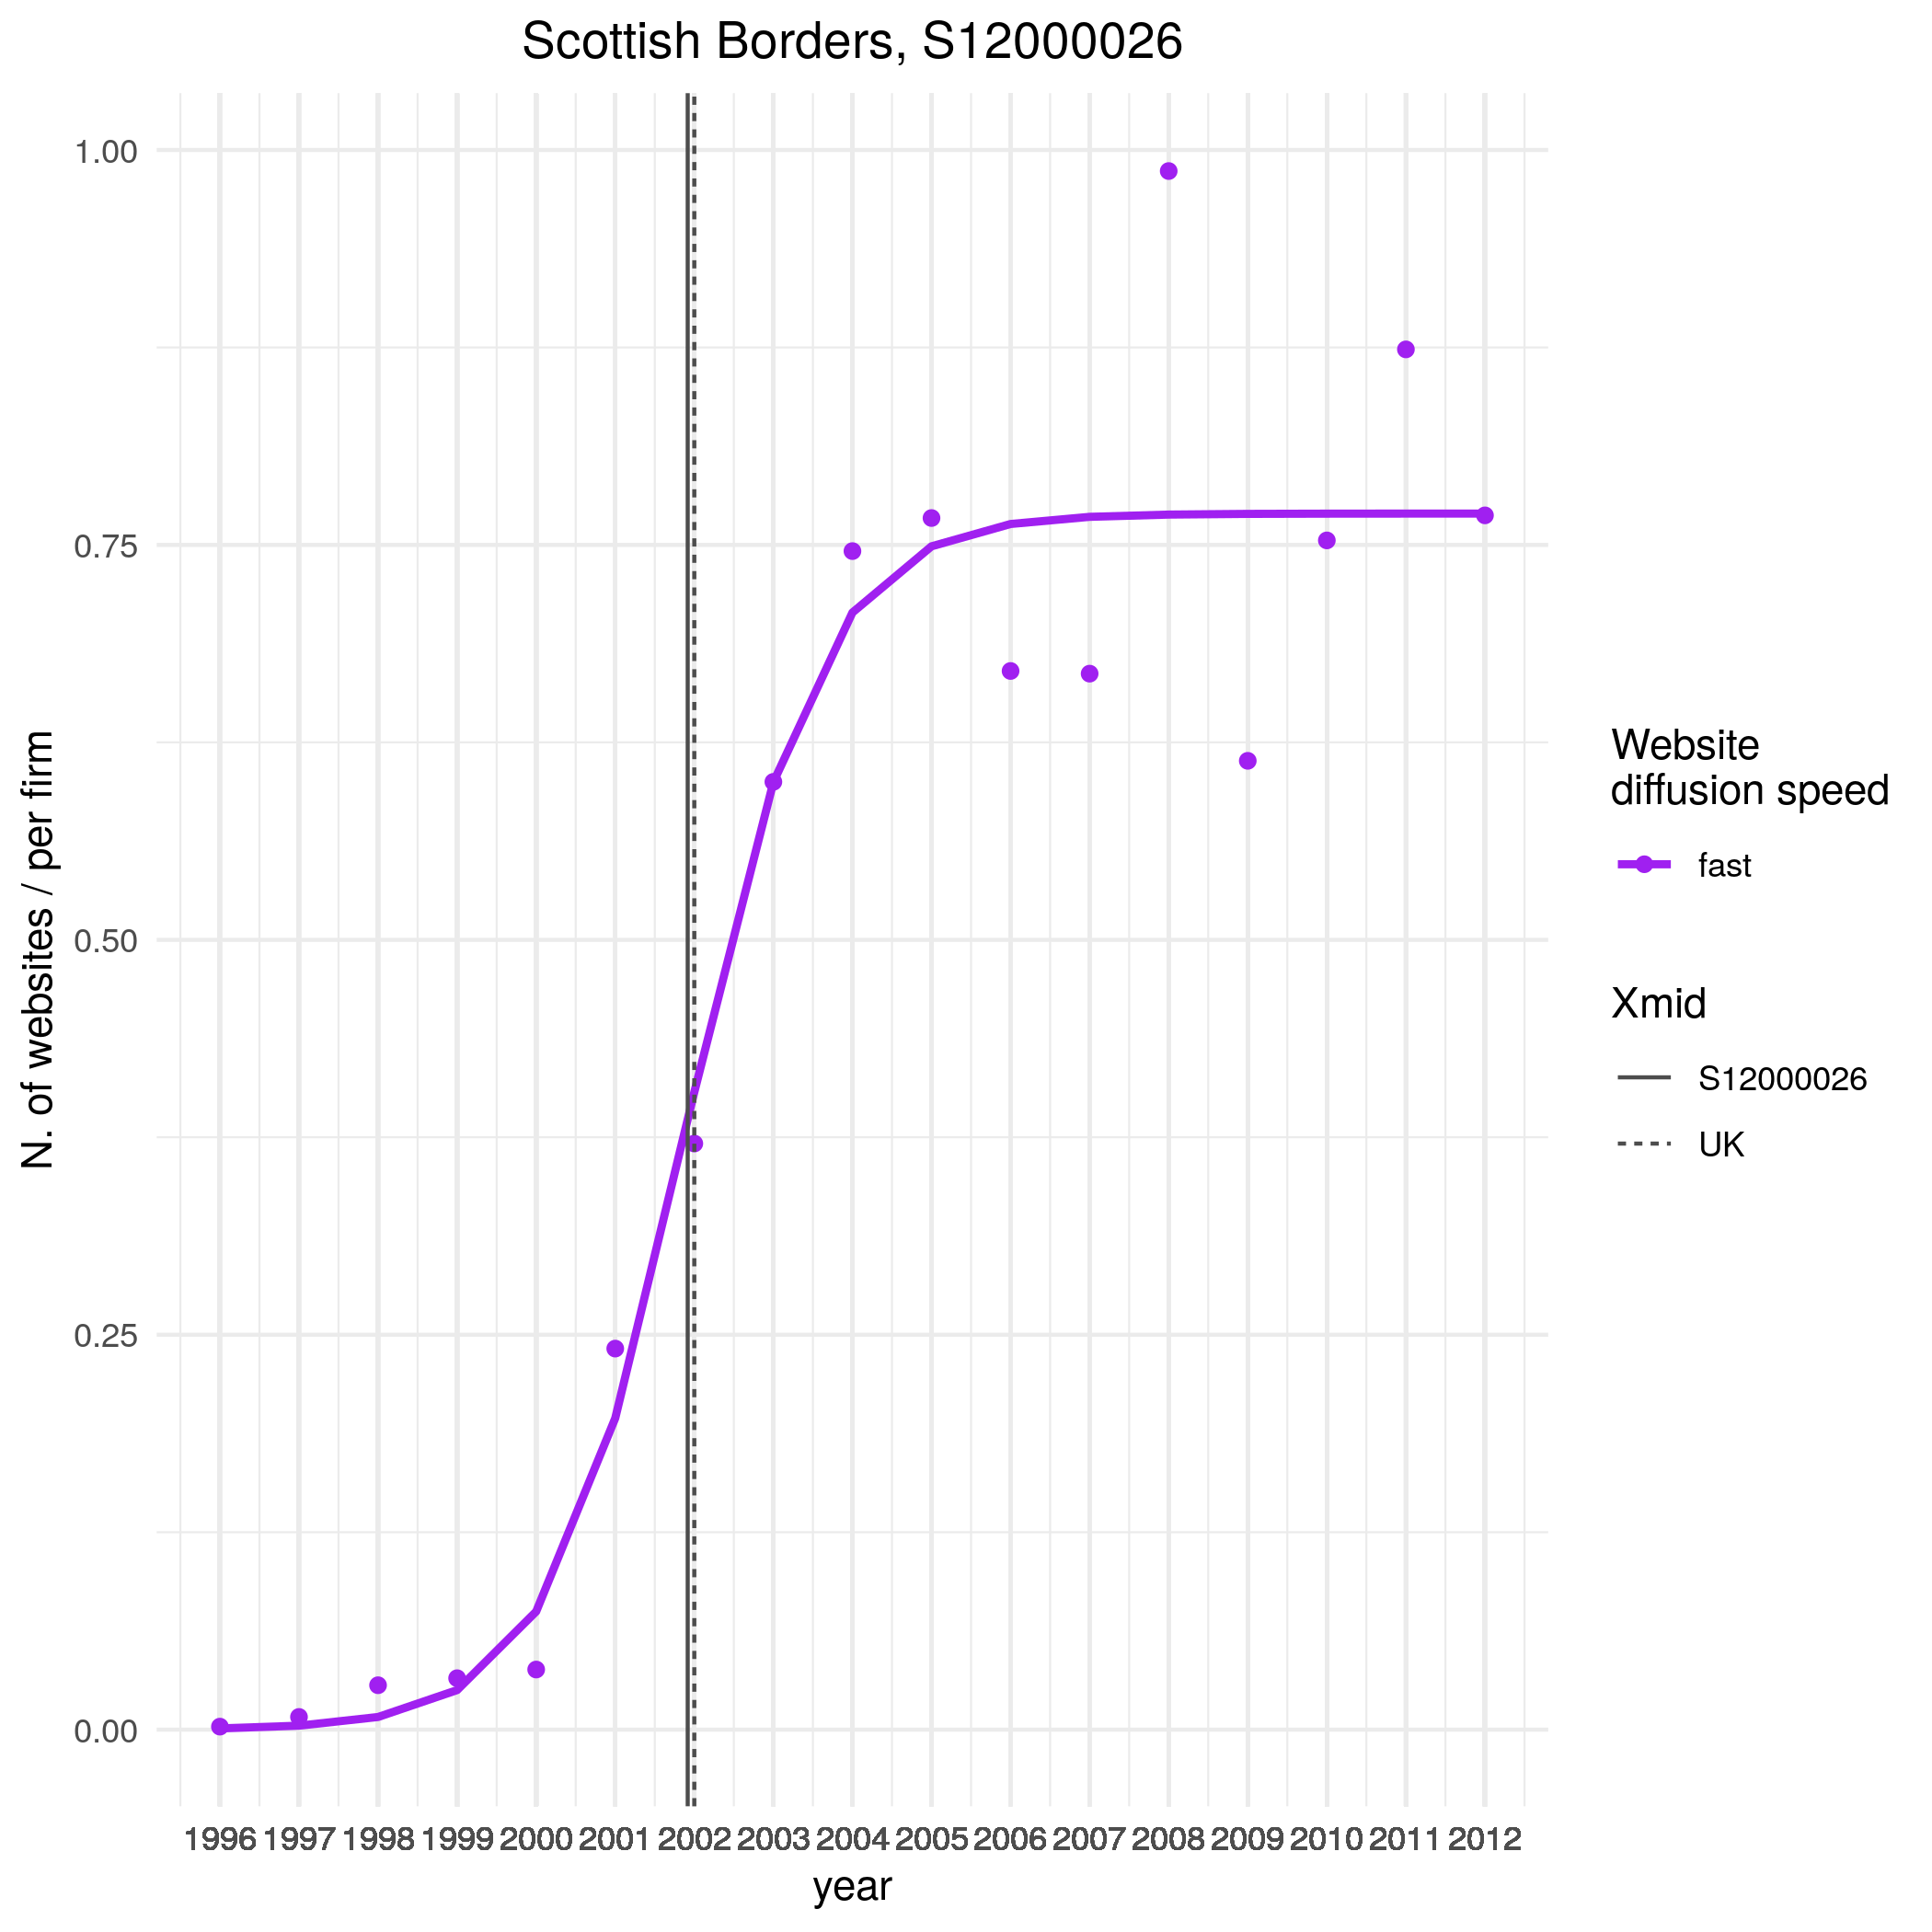 Scottish Borders, S12000026
1.00
0.75
0.50
0.25
0.00
N. of websites / per firm
1996 1997 1998 1999 2000 2001 2002 2003 2004 2005 2006 2007 2008 2009 2010 2011 2012
year
Website
diffusion speed
fast
Xmid
S12000026
UK